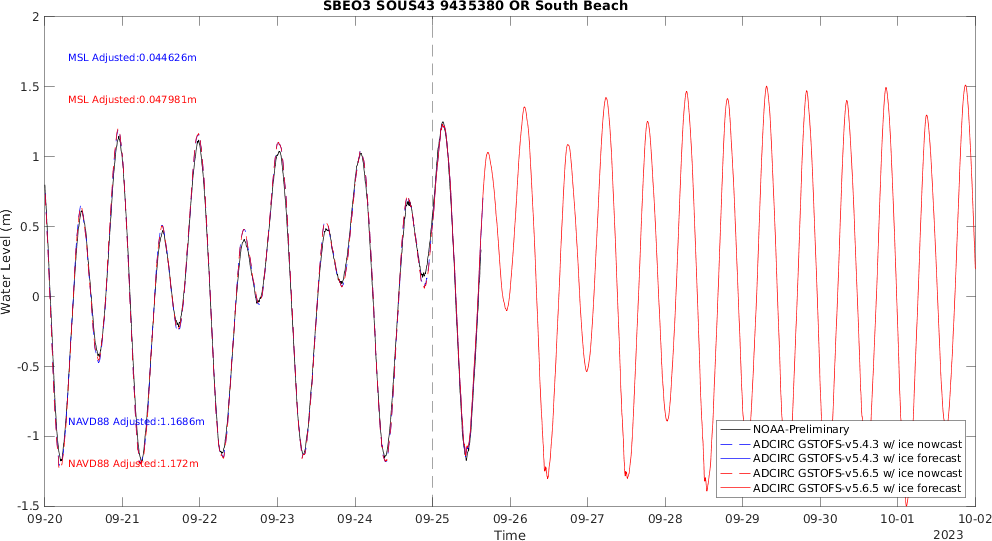 SBEO3 SOUS43 9435380 OR South Beach
Water Level (m)
2
1.5
1
0.5
0
-0.5
-1
-1.5
MSL Adjusted:0.044626m
MSL Adjusted:0.047981m
NAVD88 Adjusted:1.1686m
NAVD88 Adjusted:1.172m
NOAA-Preliminary
ADCIRC GSTOFS-v5.4.3 w/ ice nowcast
ADCIRC GSTOFS-v5.4.3 w/ ice forecast
ADCIRC GSTOFS-v5.6.5 w/ ice nowcast
ADCIRC GSTOFS-v5.6.5 w/ ice forecast
09-20 09-21 09-22 09-23 09-24 09-25 09-26 09-27 09-28 09-29 09-30 10-01 10-02
Time
2023